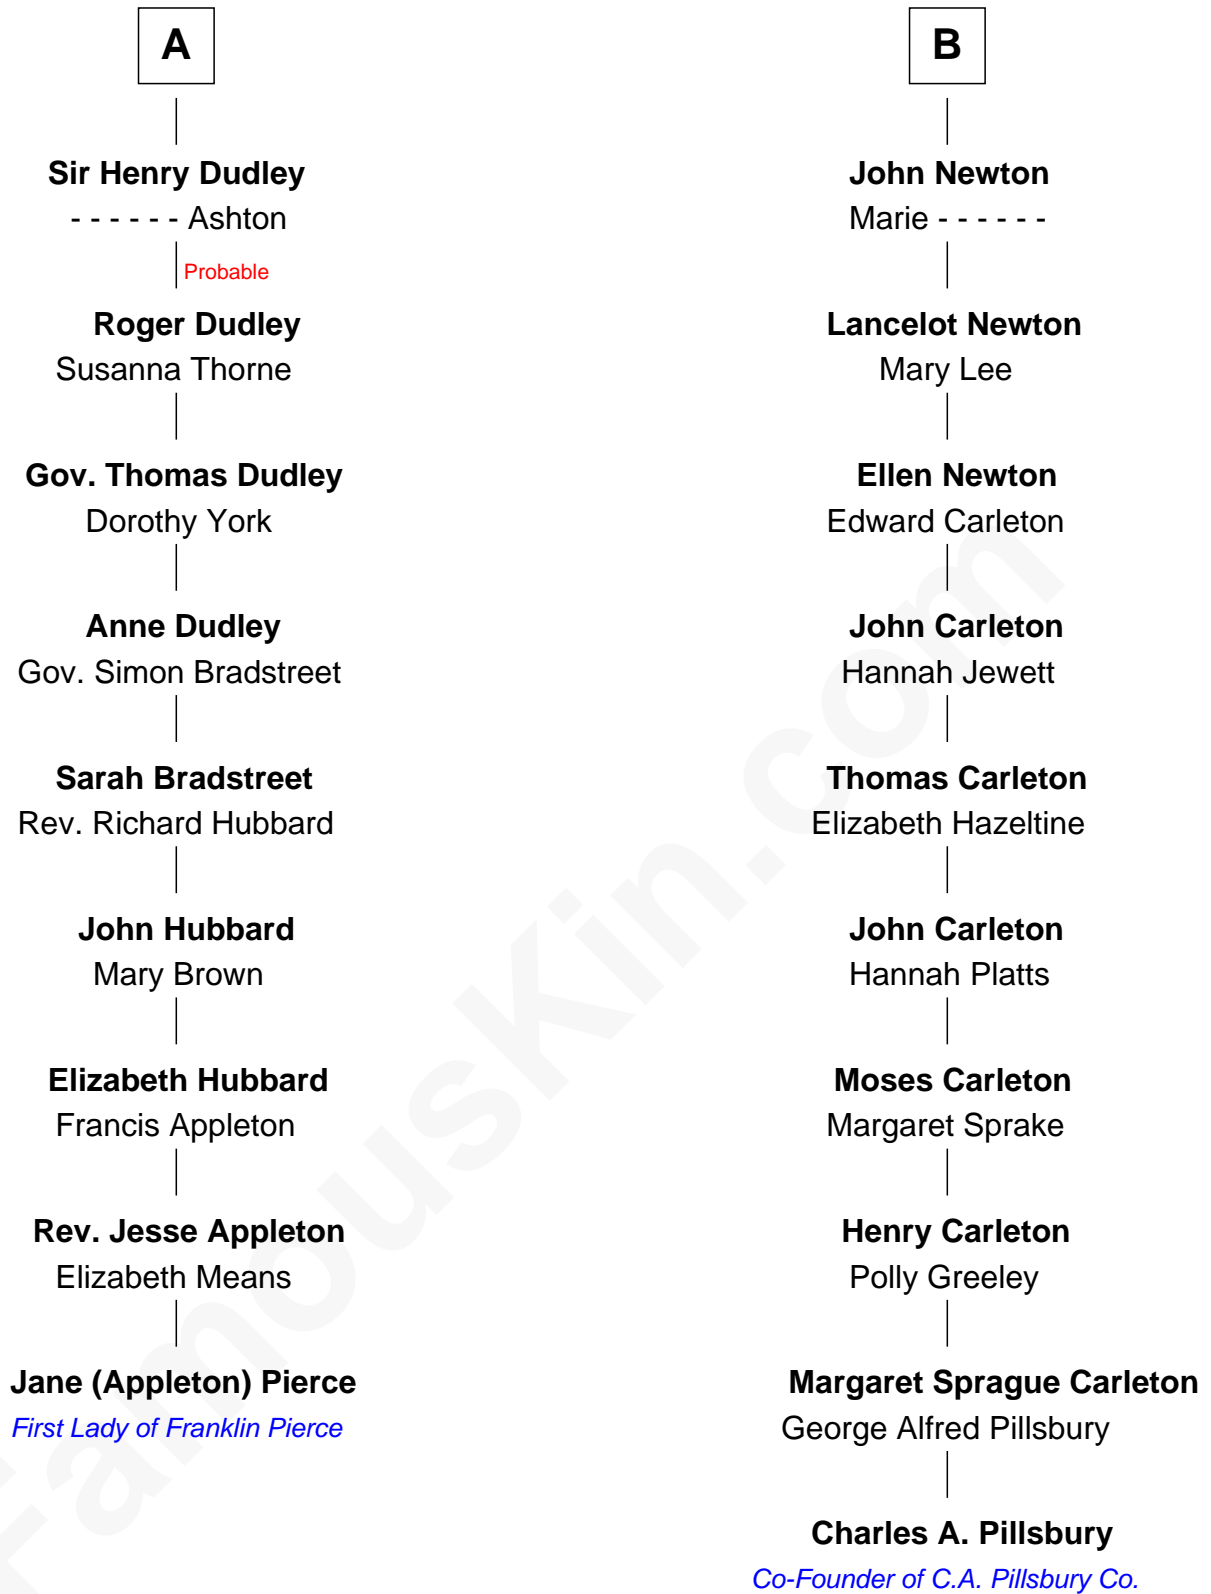 A
Sir Henry Dudley
- - - - - - Ashton
Probable
Roger Dudley
Susanna Thorne
Gov. Thomas Dudley
Dorothy York
Anne Dudley
Gov. Simon Bradstreet
Sarah Bradstreet
Rev. Richard Hubbard
John Hubbard
Mary Brown
Elizabeth Hubbard
Francis Appleton
Rev. Jesse Appleton
Elizabeth Means
Jane (Appleton) Pierce
First Lady of Franklin Pierce
B
John Newton
Marie - - - - - -
Lancelot Newton
Mary Lee
Ellen Newton
Edward Carleton
John Carleton
Hannah Jewett
Thomas Carleton
Elizabeth Hazeltine
John Carleton
Hannah Platts
Moses Carleton
Margaret Sprake
Henry Carleton
Polly Greeley
Margaret Sprague Carleton
George Alfred Pillsbury
Charles A. Pillsbury
Co-Founder of C.A. Pillsbury Co.
FamousKin.com